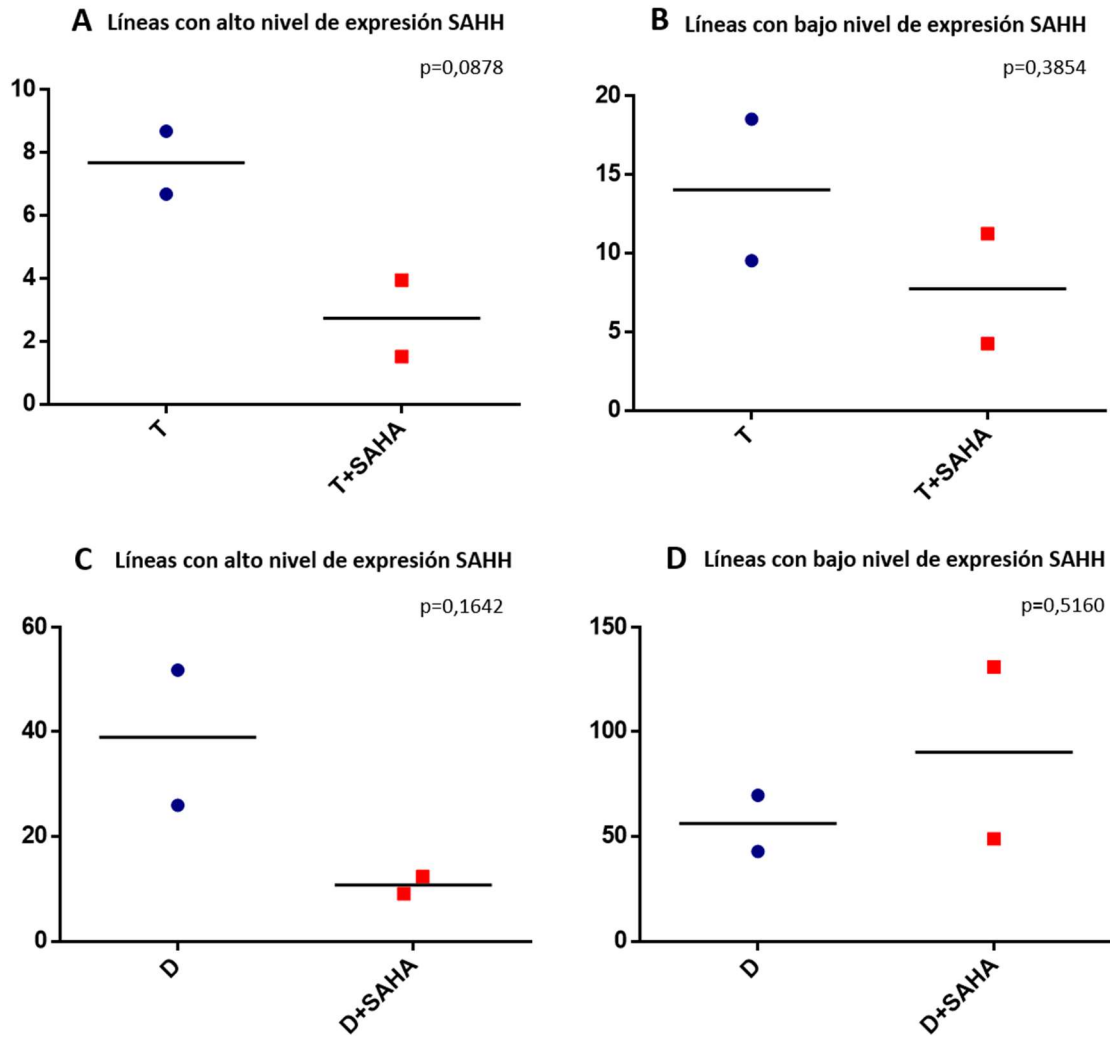 A Líneas con alto nivel de expresión SAHH
p=0,0878
10
8
6
4
2
0
T
T+SAHA
B Líneas con bajo nivel de expresión SAHH
p=0,3854
20
15
10
5
0
T
T+SAHA
C Líneas con alto nivel de expresión SAHH
p=0,1642
60
40
20
0
D
D+SAHA
D Líneas con bajo nivel de expresión SAHH
p=0,5160
150
100
50
0
D
D+SAHA